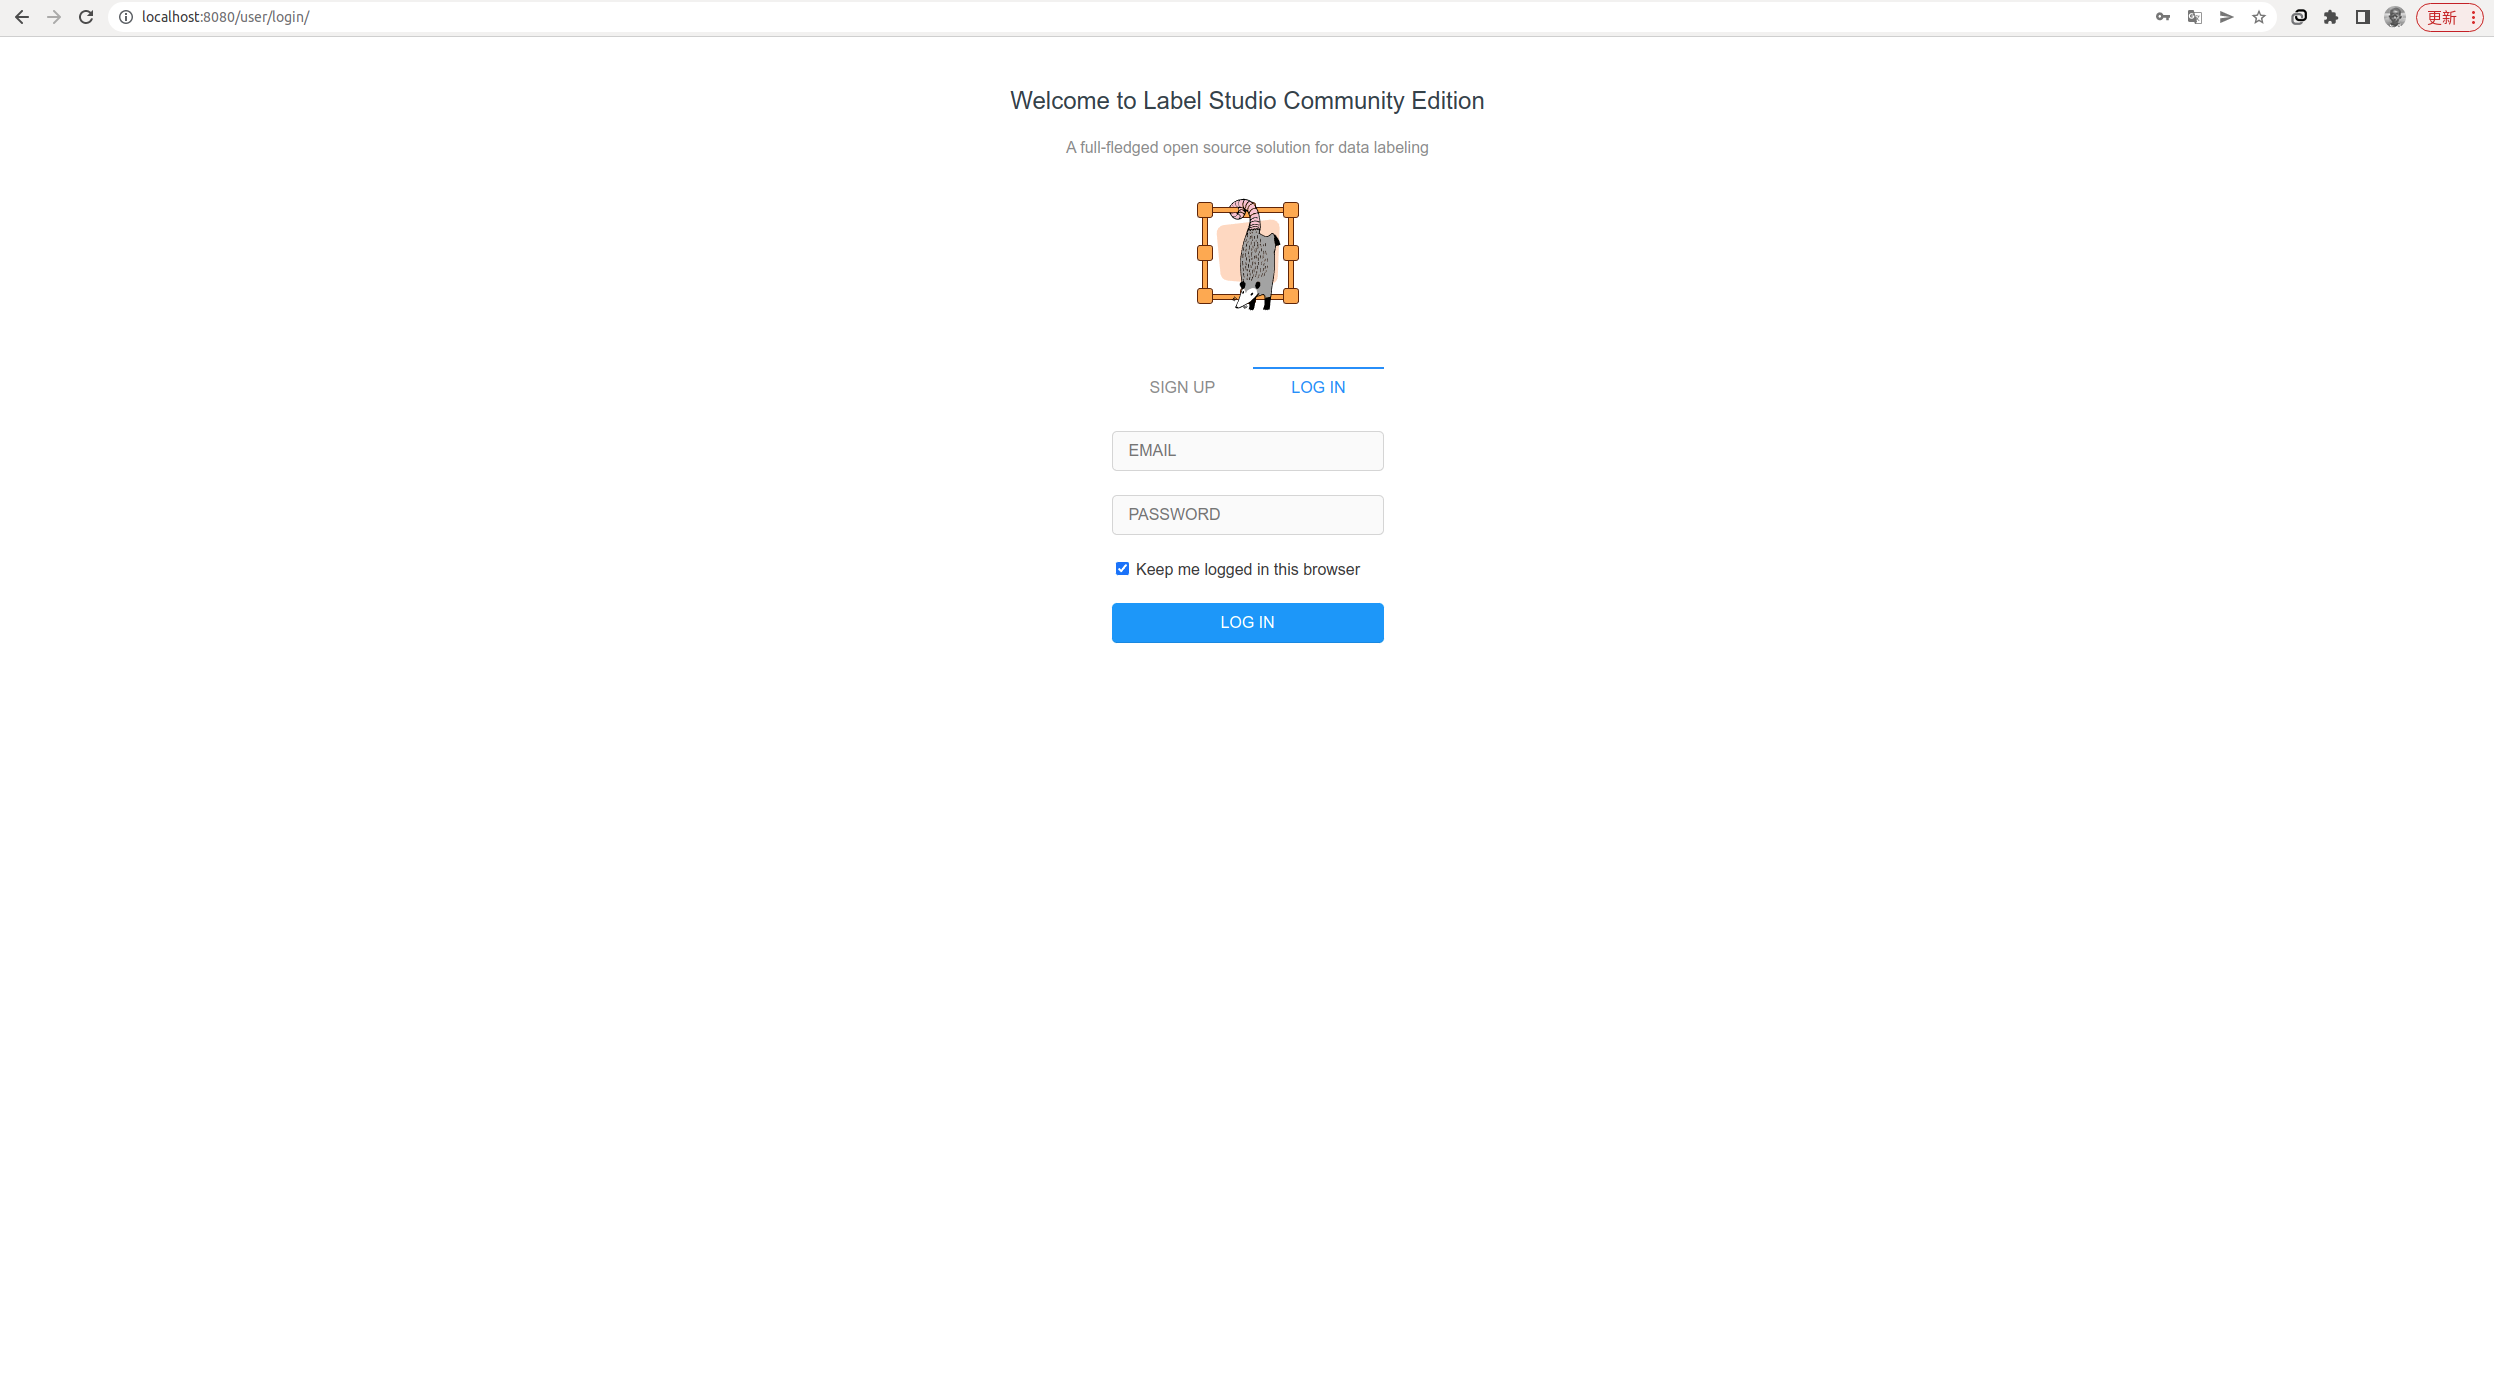 localhost:8080/user/login/
更新
Welcome to Label Studio Community Edition
A full-fledged open source solution for data labeling
SIGN UP
LOG IN
EMAIL
PASSWORD
Keep me logged in this browser
LOG IN